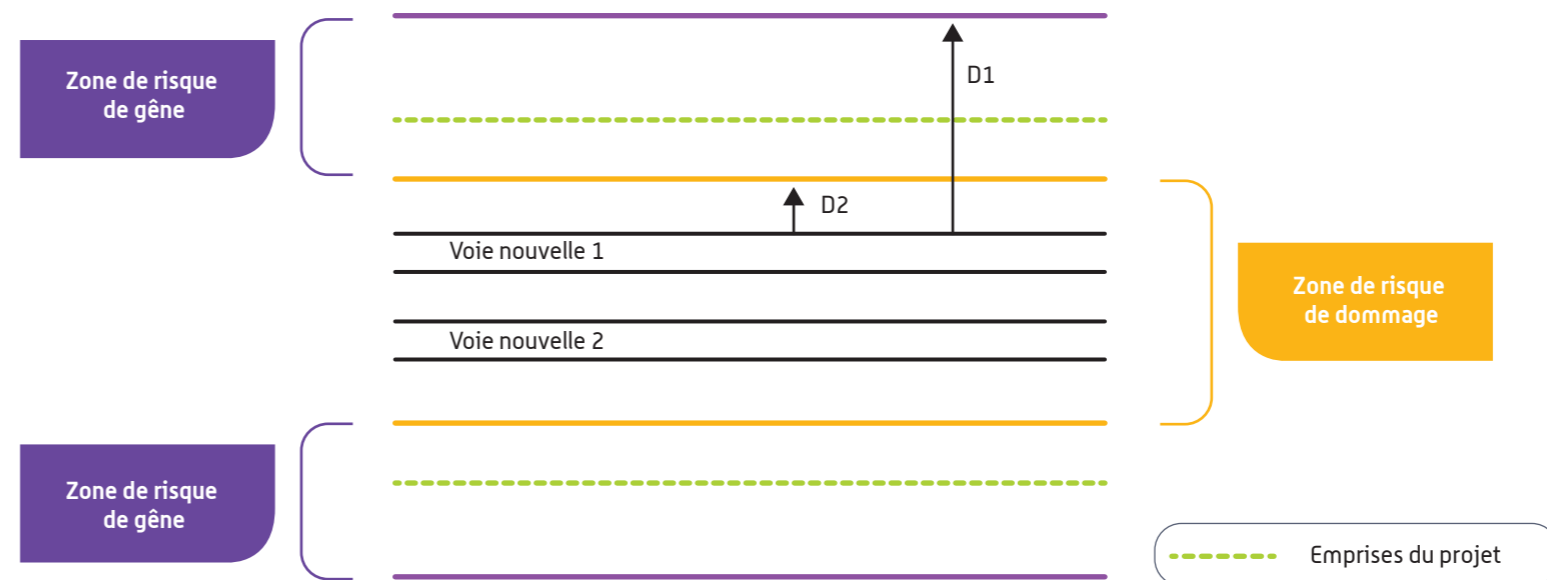 Zone de risque
de gêne
D1
D2
Voie nouvelle 1
Voie nouvelle 2
Zone de risque
de dommage
Zone de risque
de gêne
Emprises du projet